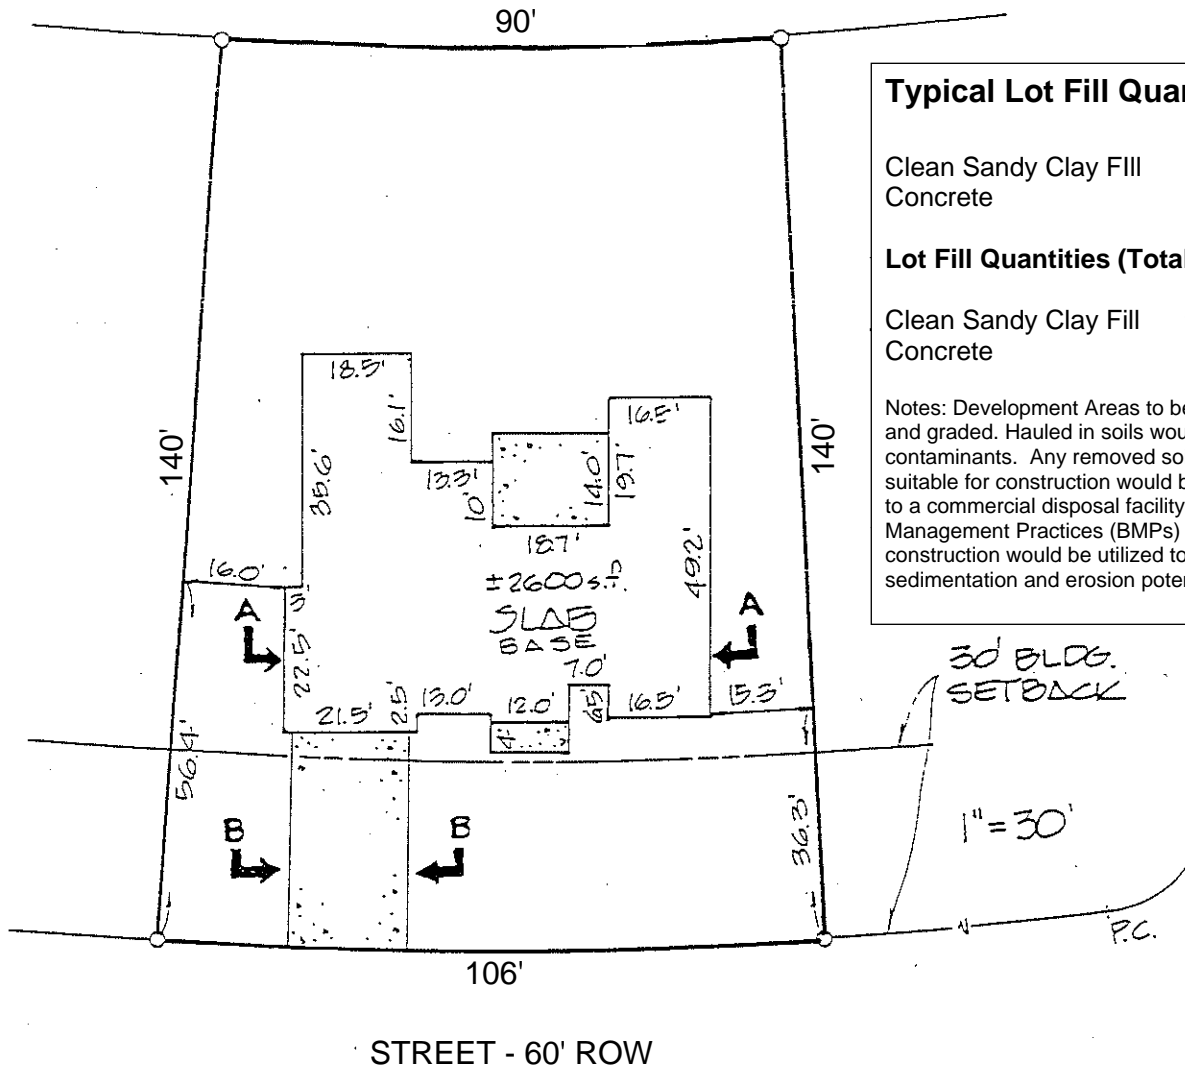 90'
Typical Lot Fill Quan
Clean Sandy Clay FIll
Concrete
Lot Fill Quantities (Total
Clean Sandy Clay Fill
Concrete
Notes: Development Areas to be
and graded. Hauled in soils wou
contaminants. Any removed so
suitable for construction would b
to a commercial disposal facility
Management Practices (BMPs)
construction would be utilized to
sedimentation and erosion poter
140'
140'
18.5'
16.1'
35.6'
13.3'
10'
14.0'
19.7'
16.5'
18.7'
49.2'
16.0'
3'
22.5'
± 2600 s.f.
SLAB
BASE
A
A
7.0'
6.5'
21.5'
2.5'
13.0'
12.0'
4'
16.5'
15.3'
30' BLDG.
SETBACK
56.4'
36.3'
B
B
1" = 30'
P.C.
106'
STREET - 60' ROW